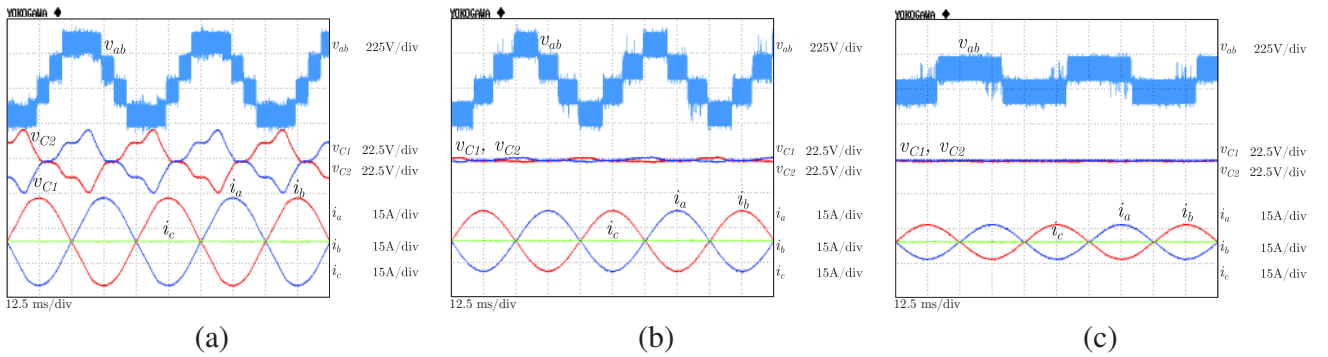 YOKOGAWA ◆
v_ab
v_ab 225V/div
v_C2
v_C1 22.5V/div
v_C2 22.5V/div
v_C1
i_a
i_b
i_a 15A/div
i_c
i_b 15A/div
i_c 15A/div
12.5 ms/div
(a)
YOKOGAWA ◆
v_ab
v_ab 225V/div
v_C1, v_C2
v_C1 22.5V/div
v_C2 22.5V/div
i_a
i_b
i_a 15A/div
i_c
i_b 15A/div
i_c 15A/div
12.5 ms/div
(b)
YOKOGAWA ◆
v_ab
v_ab 225V/div
v_C1, v_C2
v_C1 22.5V/div
v_C2 22.5V/div
i_a
i_b
i_a 15A/div
i_c
i_b 15A/div
i_c 15A/div
12.5 ms/div
(c)